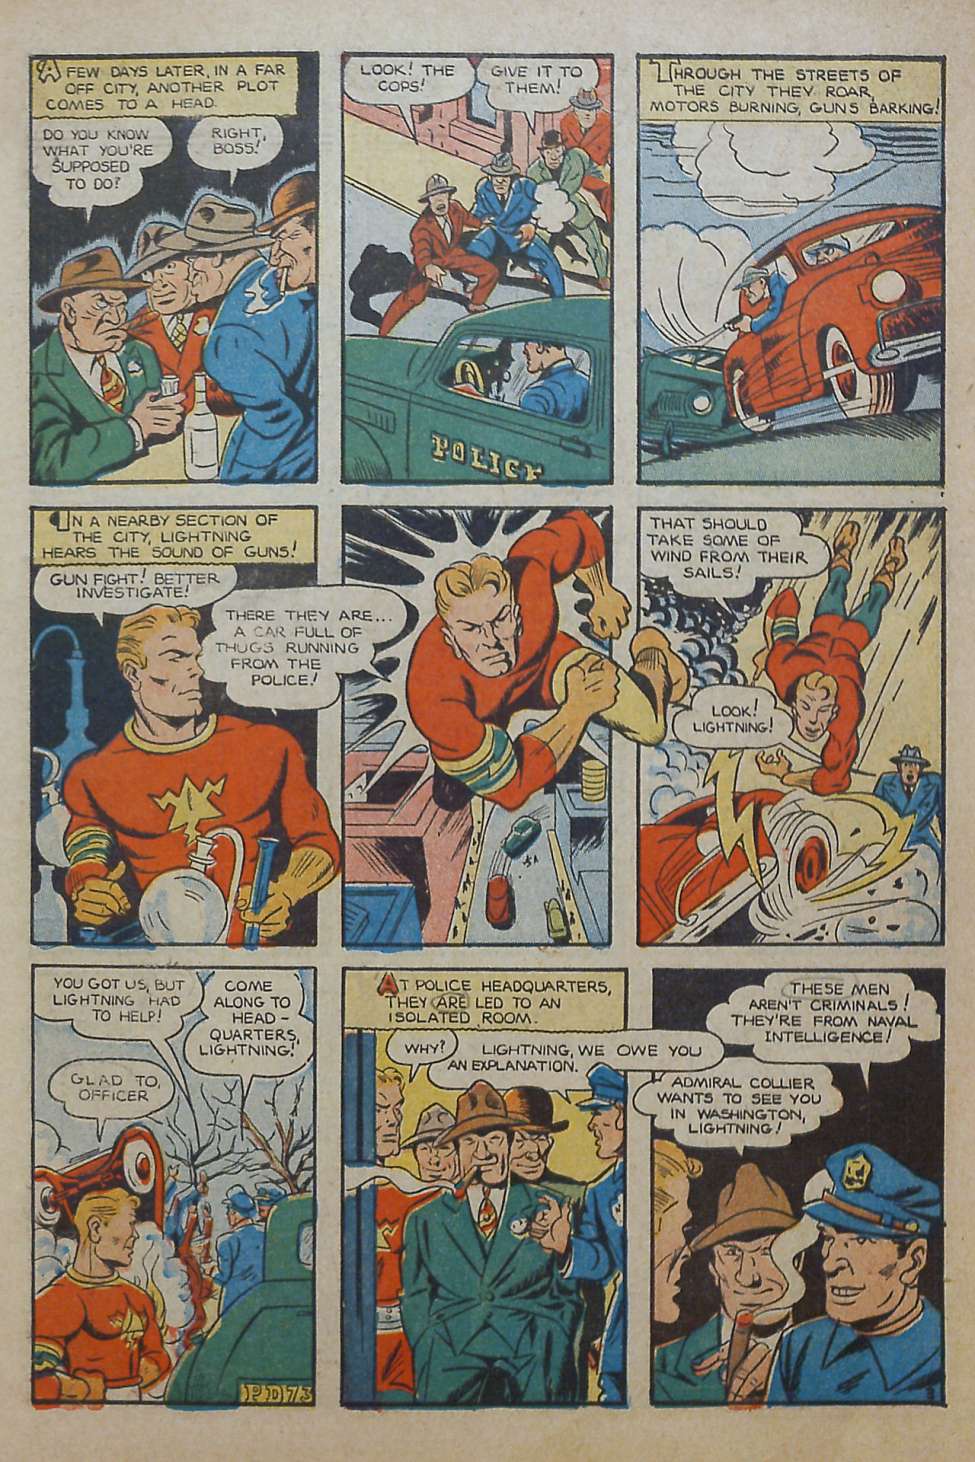 A FEW DAYS LATER, IN A FAR
OFF CITY, ANOTHER PLOT
COMES TO A HEAD.
DO YOU KNOW
WHAT YOU'RE
SUPPOSED
TO DO?
RIGHT,
BOSS!
LOOK! THE
COPS!
GIVE IT TO
THEM!
POLICE
THROUGH THE STREETS OF
THE CITY THEY ROAR,
MOTORS BURNING, GUNS BARKING!
IN A NEARBY SECTION OF
THE CITY, LIGHTNING
HEARS THE SOUND OF GUNS!
GUN FIGHT! BETTER
INVESTIGATE!
THERE THEY ARE...
A CAR FULL OF
THUGS RUNNING
FROM THE
POLICE!
THAT SHOULD
TAKE SOME OF
WIND FROM THEIR
SAILS!
LOOK!
LIGHTNING!
YOU GOT US, BUT
LIGHTNING HAD
TO HELP!
COME
ALONG TO
HEAD-
QUARTERS,
LIGHTNING!
GLAD TO,
OFFICER
PD73
AT POLICE HEADQUARTERS,
THEY ARE LED TO AN
ISOLATED ROOM.
WHY?
LIGHTNING, WE OWE YOU
AN EXPLANATION.
THESE MEN
AREN'T CRIMINALS!
THEY'RE FROM NAVAL
INTELLIGENCE!
ADMIRAL COLLIER
WANTS TO SEE YOU
IN WASHINGTON,
LIGHTNING!